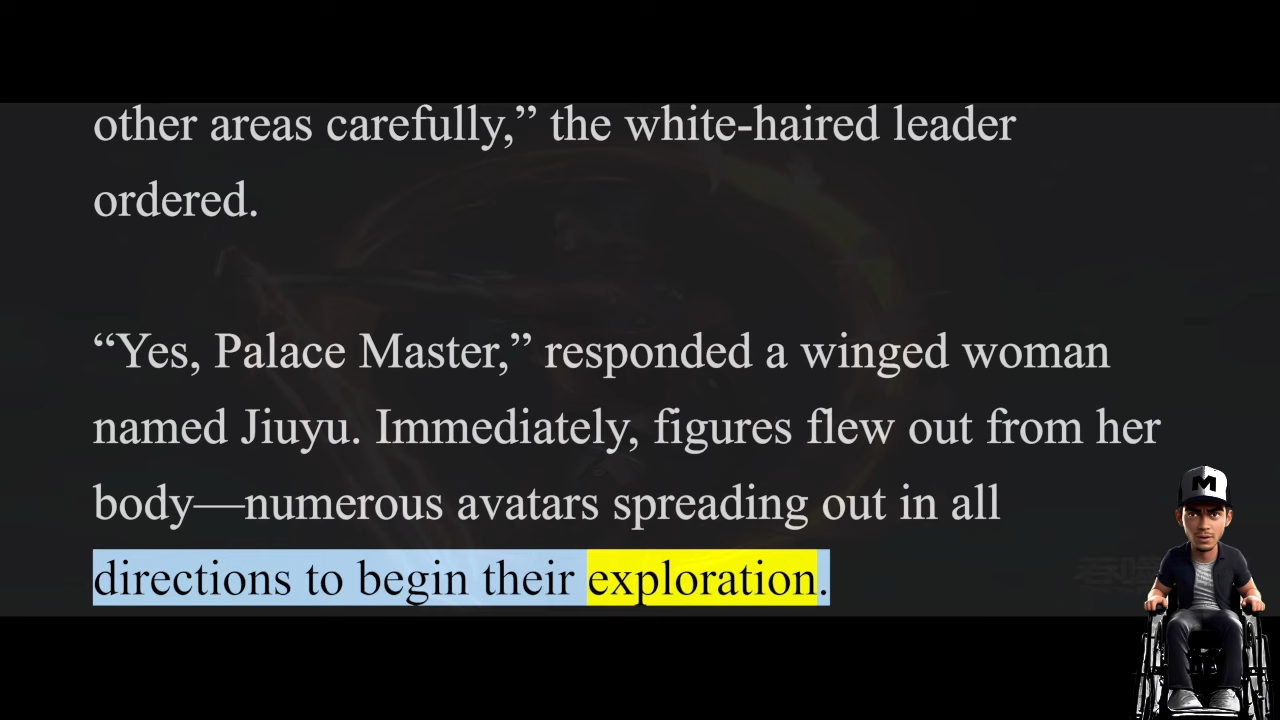 other areas carefully,” the white-haired leader
ordered.
“Yes, Palace Master,” responded a winged woman
named Jiuyu. Immediately, figures flew out from her
body—numerous avatars spreading out in all
directions to begin their exploration.
M